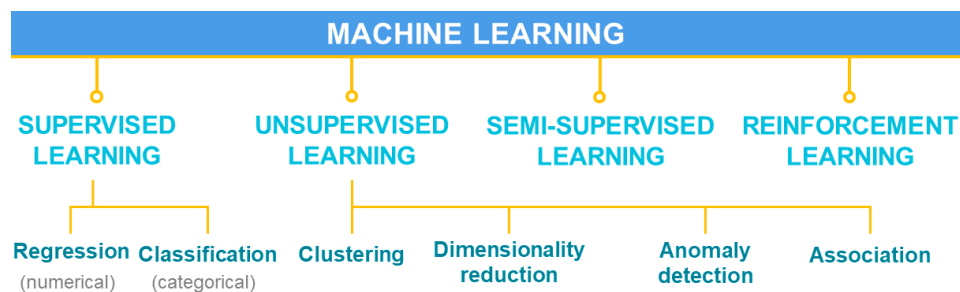 MACHINE LEARNING
SUPERVISED
LEARNING
UNSUPERVISED
LEARNING
SEMI-SUPERVISED
LEARNING
REINFORCEMENT
LEARNING
Regression
(numerical)
Classification
(categorical)
Clustering
Dimensionality
reduction
Anomaly
detection
Association